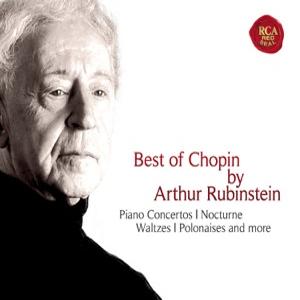 RCA
RED
SEAL
Best of Chopin
by
Arthur Rubinstein
Piano Concertos | Nocturne
Waltzes | Polonaises and more